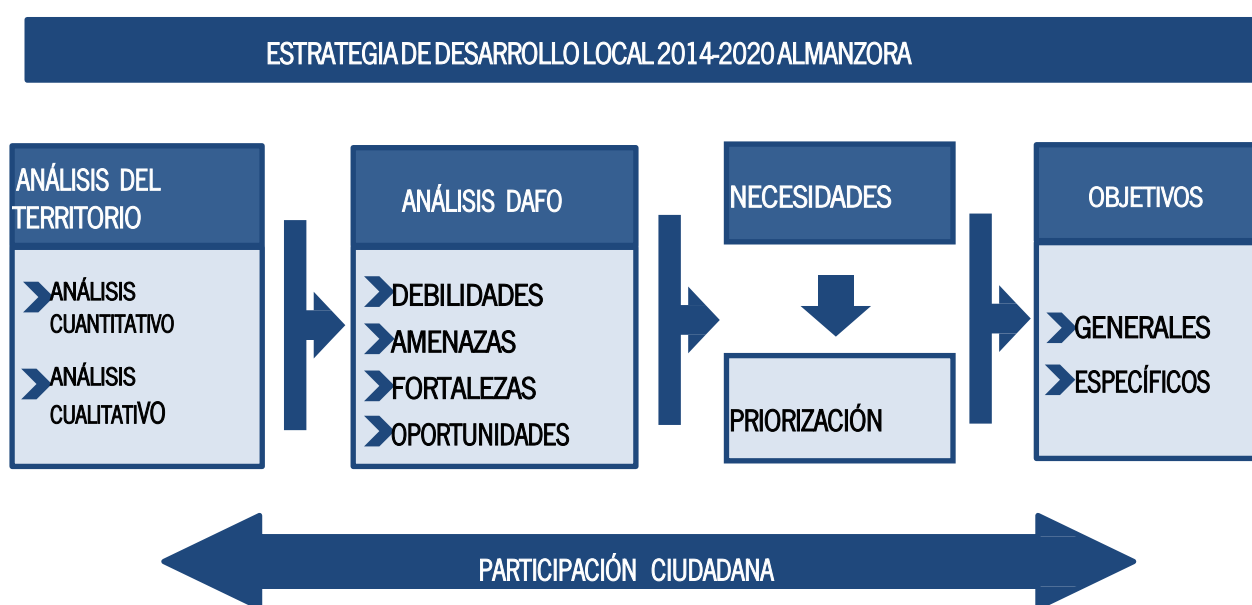 ESTRATEGIA DE DESARROLLO LOCAL 2014-2020 ALMANZORA
ANÁLISIS DEL
TERRITORIO
ANÁLISIS
CUANTITATIVO
ANÁLISIS
CUALITATIVO
ANÁLISIS DAFO
DEBILIDADES
AMENAZAS
FORTALEZAS
OPORTUNIDADES
NECESIDADES
PRIORIZACIÓN
OBJETIVOS
GENERALES
ESPECÍFICOS
PARTICIPACIÓN CIUDADANA